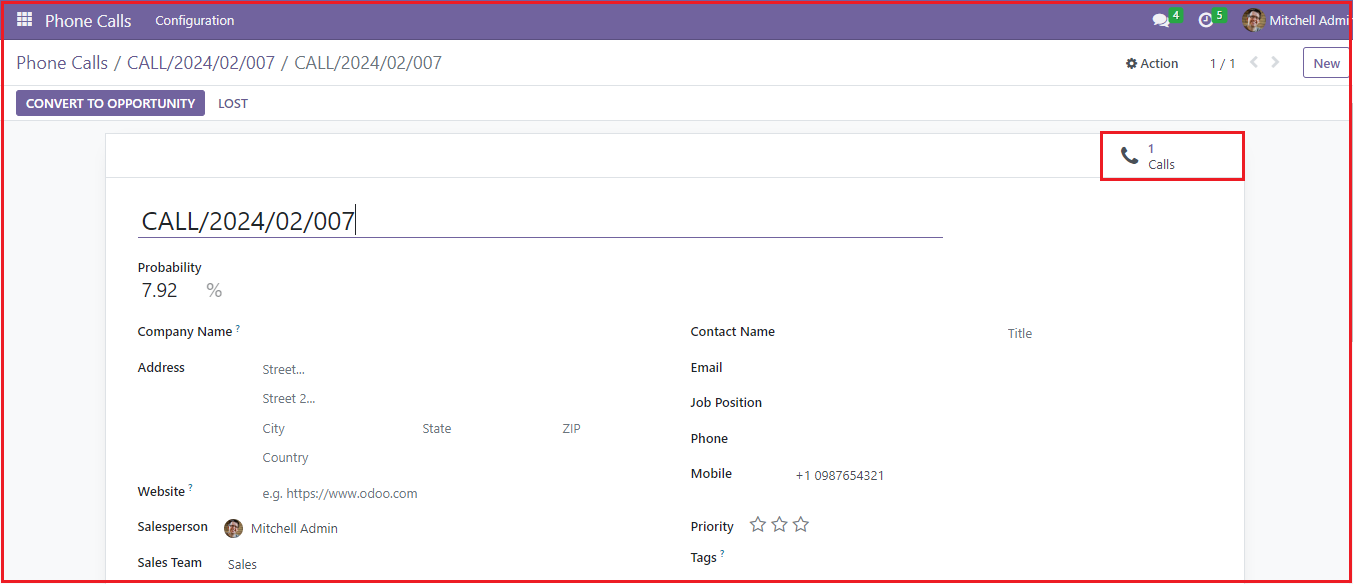 Phone Calls Configuration 4 5 Mitchell Admi
Phone Calls / CALL/2024/02/007 / CALL/2024/02/007 Action 1 / 1 New
CONVERT TO OPPORTUNITY LOST
1
Calls
CALL/2024/02/007
Probability
7.92 %
Company Name ? Contact Name Title
Address Street... Email
Street 2... Job Position
City State ZIP Phone
Country
Mobile +1 0987654321
Website ? e.g. https://www.odoo.com
Salesperson Mitchell Admin Priority
Sales Team Sales Tags ?